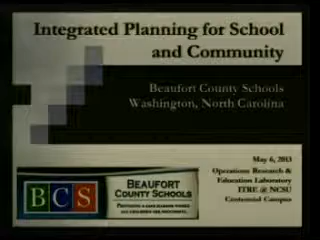 Integrated Planning for School
and Community
Beaufort County Schools
Washington, North Carolina
May 6, 2013
Operations Research &
Education Laboratory
ITRE @ NCSU
Centennial Campus
BCS
BEAUFORT
COUNTY SCHOOLS